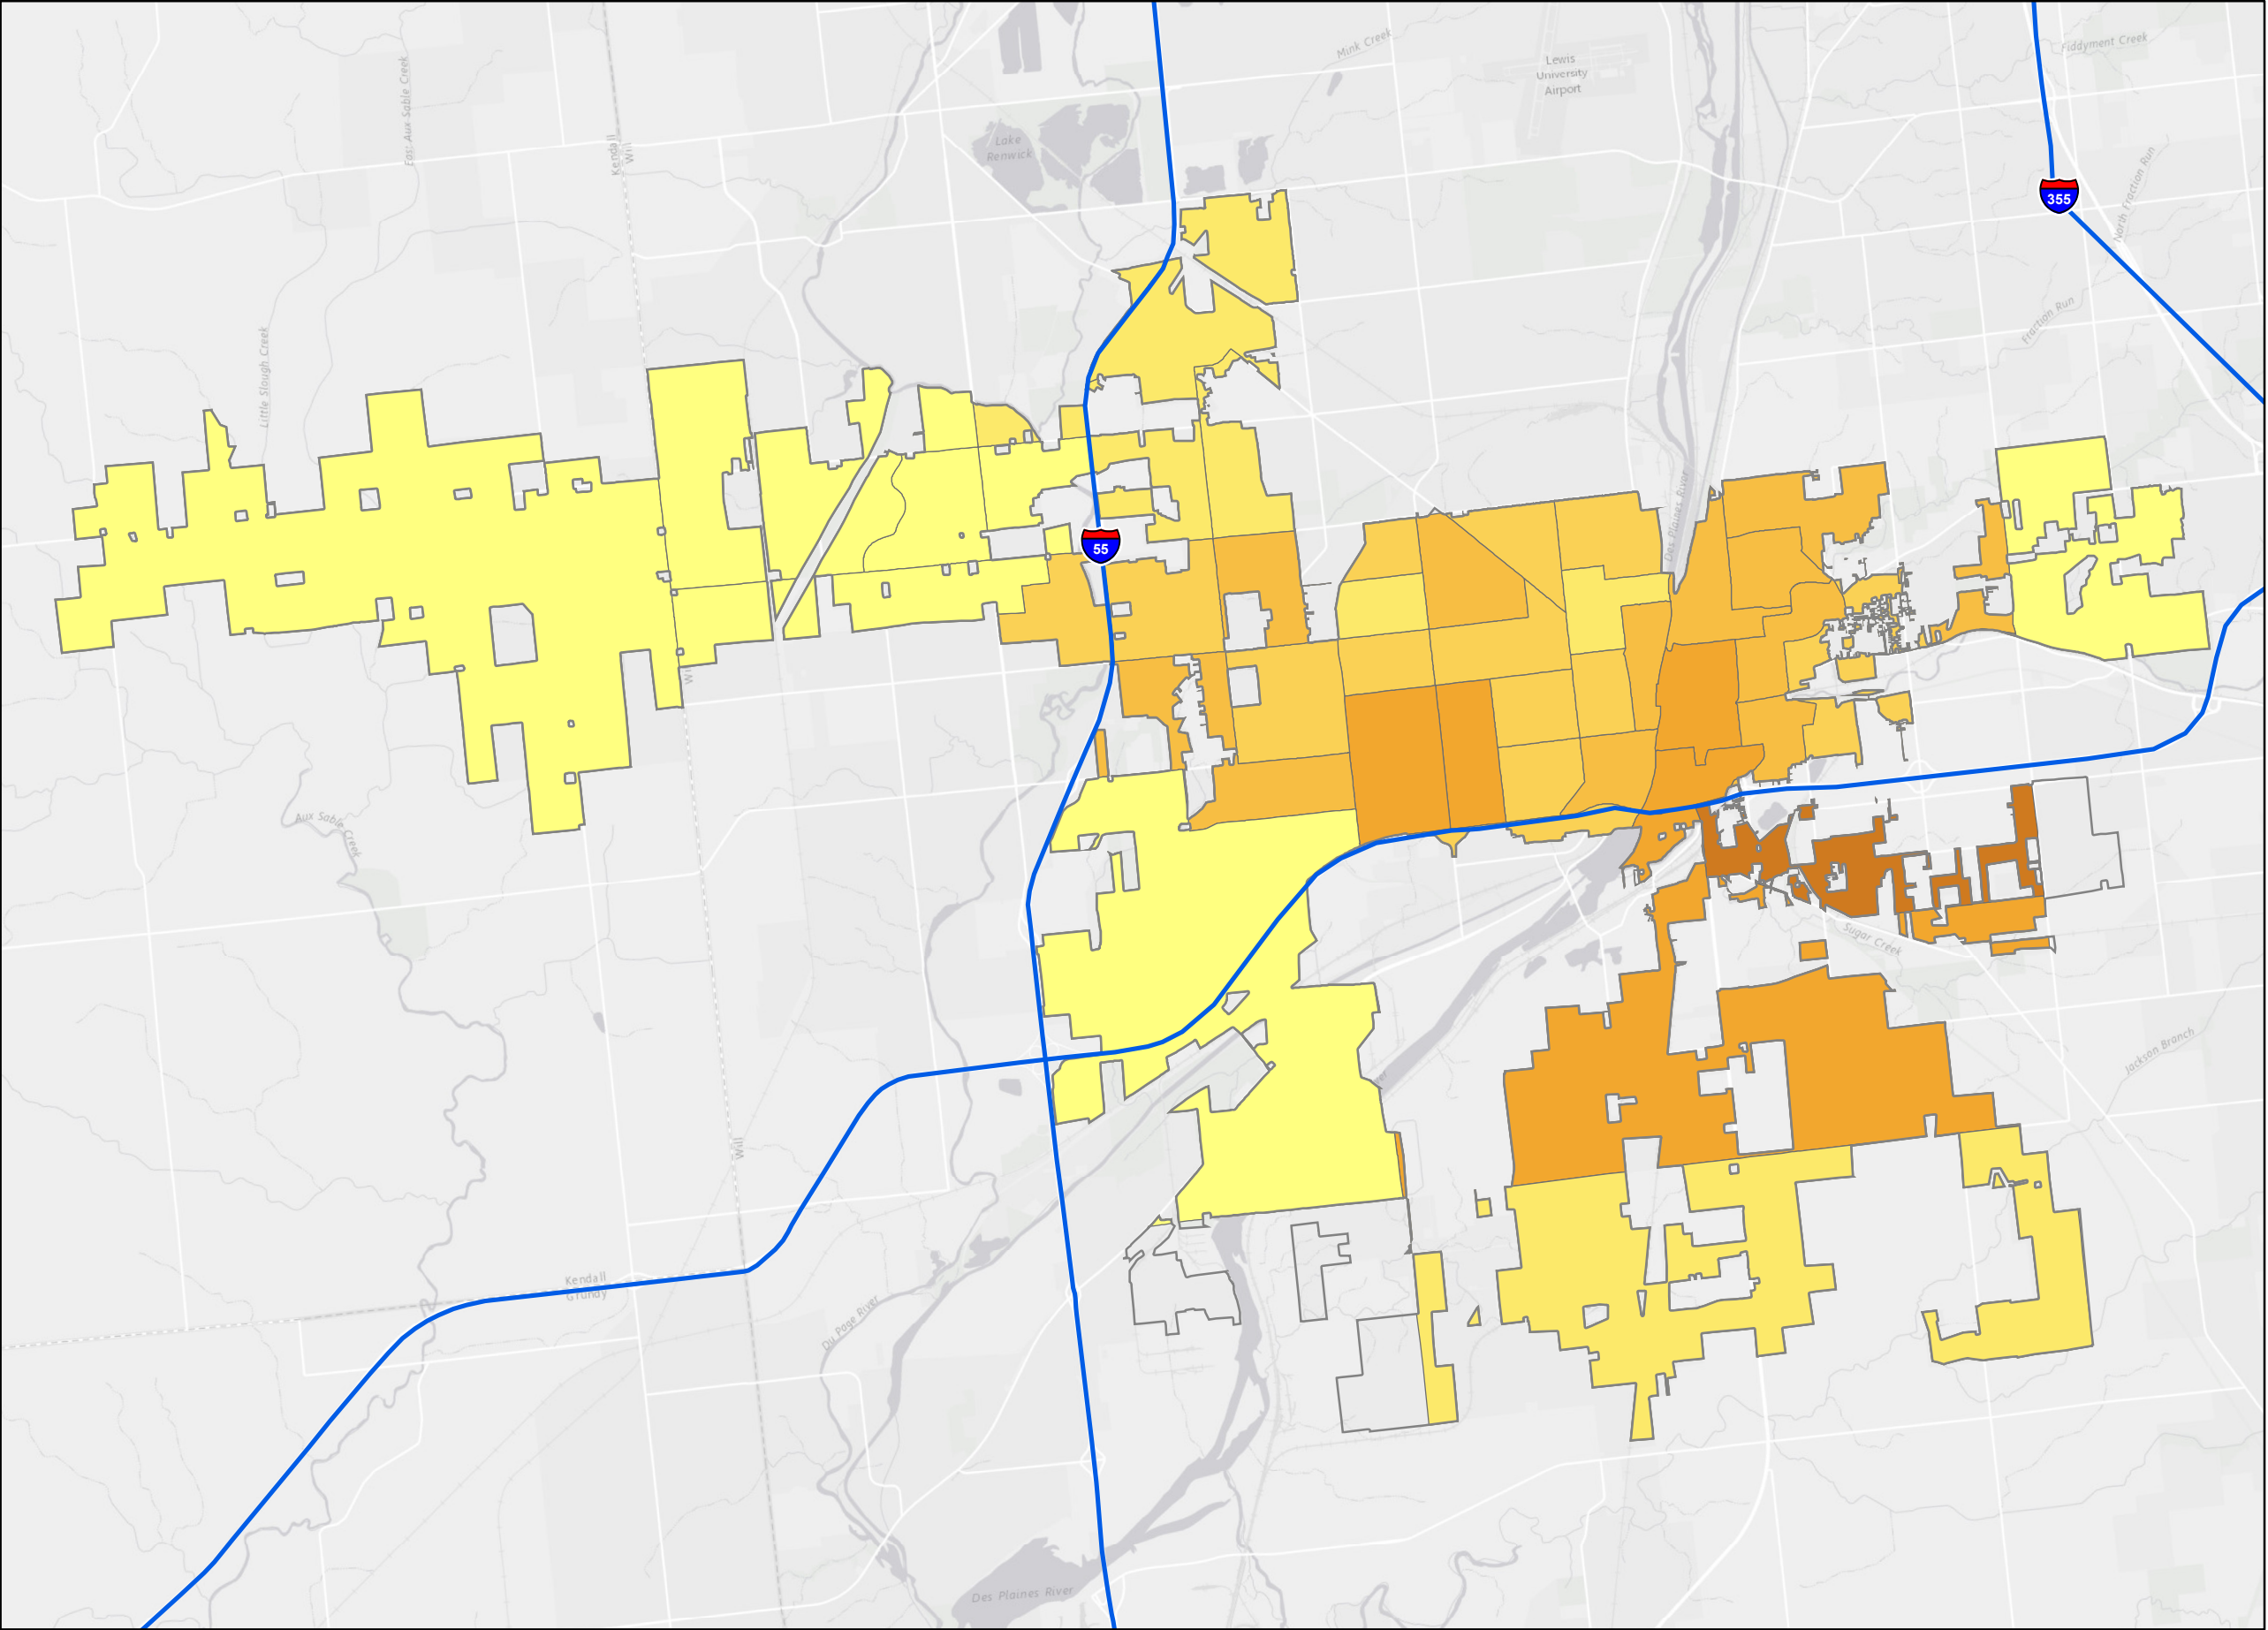 Mink Creek
Fiddyment Creek
Lewis
University
Airport
East Aux Sable Creek
Kendall
Will
Lake
Renwick
355
North Fraction Run
Fraction Run
Little Slough Creek
Des Plaines River
55
Aux Sable Creek
Sugar Creek
Jackson Branch
Will
Kendall
Grundy
Du Page River
Des Plaines River